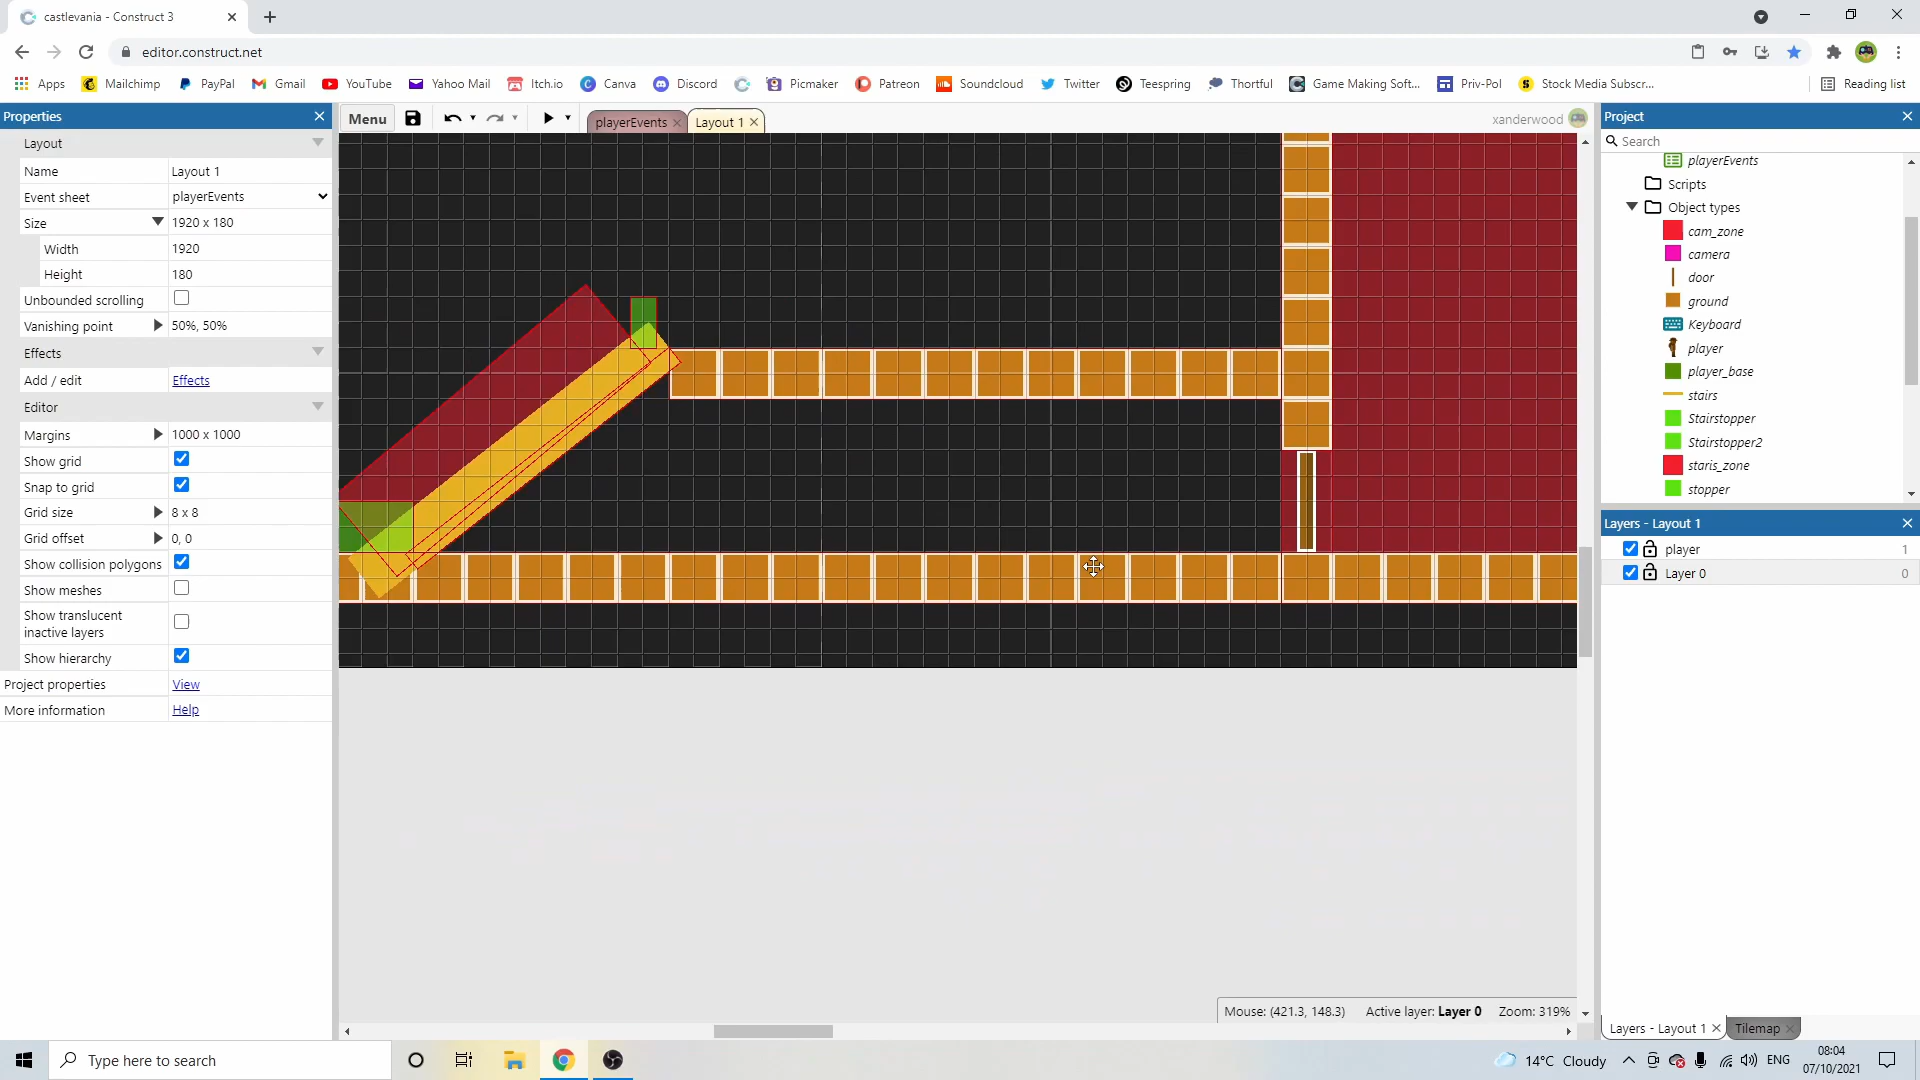 castlevania - Construct 3
editor.construct.net
Apps Mailchimp PayPal Gmail YouTube Yahoo Mail Itch.io Canva Discord Picmaker Patreon Soundcloud Twitter Teespring Thortful Game Making Soft... Priv-Pol Stock Media Subscr... Reading list
Properties
Menu
playerEvents
Layout 1
xanderwood
Project
Layout
Search
Name Layout 1
Event sheet playerEvents
Size 1920 x 180
Width 1920
Height 180
Unbounded scrolling
Vanishing point 50%, 50%
Effects
Add / edit Effects
Editor
Margins 1000 x 1000
Show grid
Snap to grid
Grid size 8 x 8
Grid offset 0, 0
Show collision polygons
Show meshes
Show translucent
inactive layers
Show hierarchy
Project properties View
More information Help
playerEvents
Scripts
Object types
cam_zone
camera
door
ground
Keyboard
player
player_base
stairs
Stairstopper
Stairstopper2
staris_zone
stopper
Layers - Layout 1
player 1
Layer 0 0
Mouse: (421.3, 148.3) Active layer: Layer 0 Zoom: 319%
Layers - Layout 1 Tilemap
Type here to search
14°C Cloudy
ENG
08:04
07/10/2021